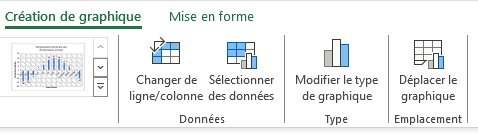 Création de graphique
Mise en forme
Changer de
ligne/colonne
Sélectionner
des données
Modifier le type
de graphique
Déplacer le
graphique
Données
Type
Emplacement